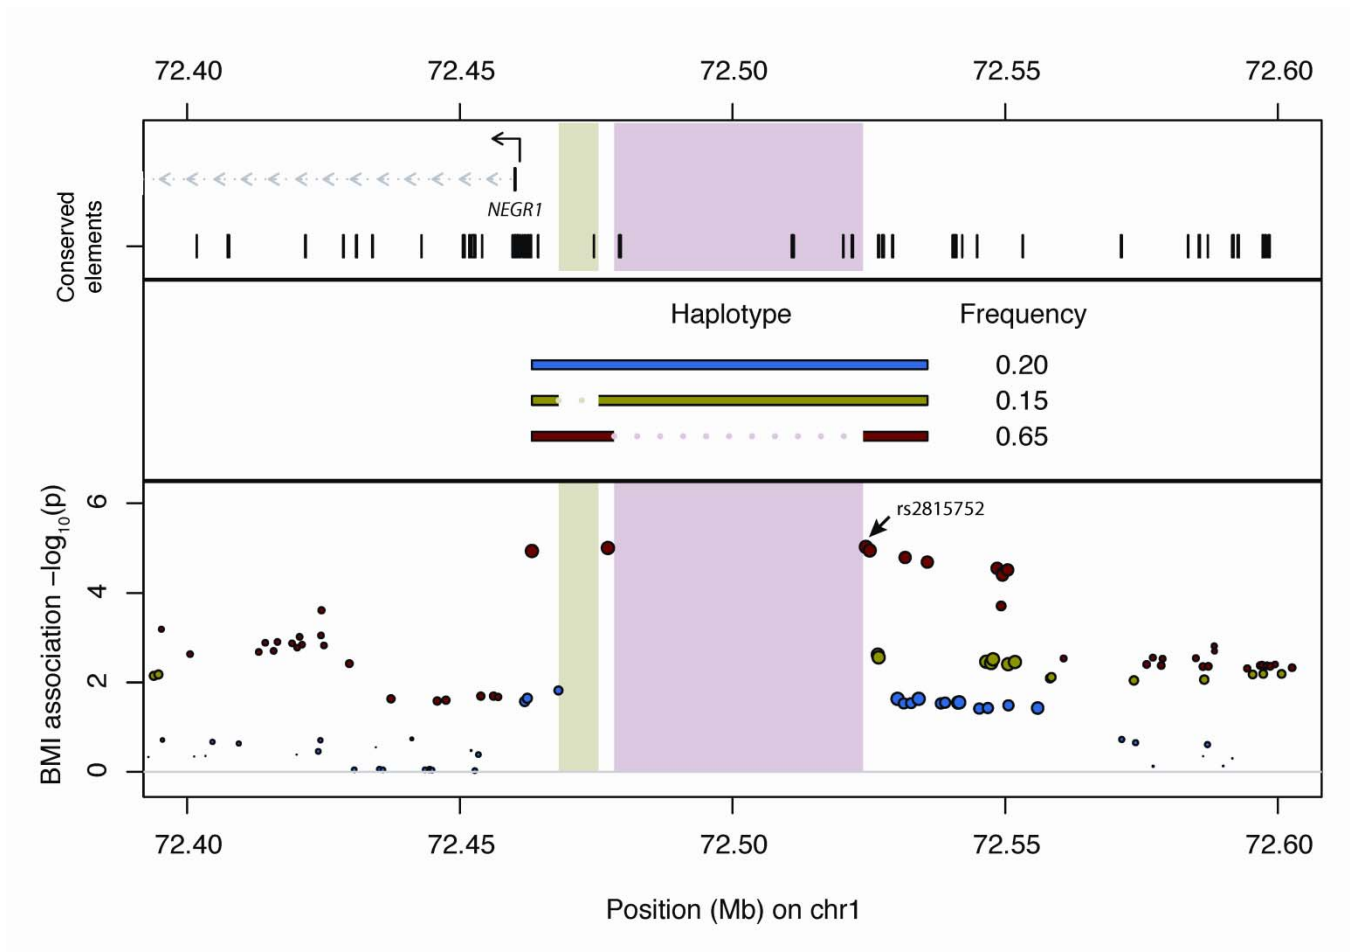 72.40 72.45 72.50 72.55 72.60
Conserved
elements
NEGR1
Haplotype Frequency
0.20
0.15
0.65
BMI association –log10(p)
6
4
2
0
rs2815752
72.40 72.45 72.50 72.55 72.60
Position (Mb) on chr1